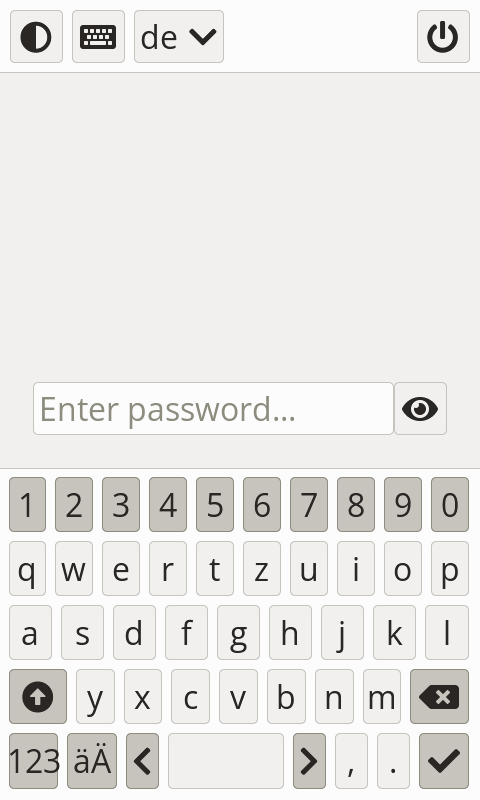 de
Enter password...
1 2 3 4 5 6 7 8 9 0
q w e r t z u i o p
a s d f g h j k l
y x c v b n m
123 äÄ , .